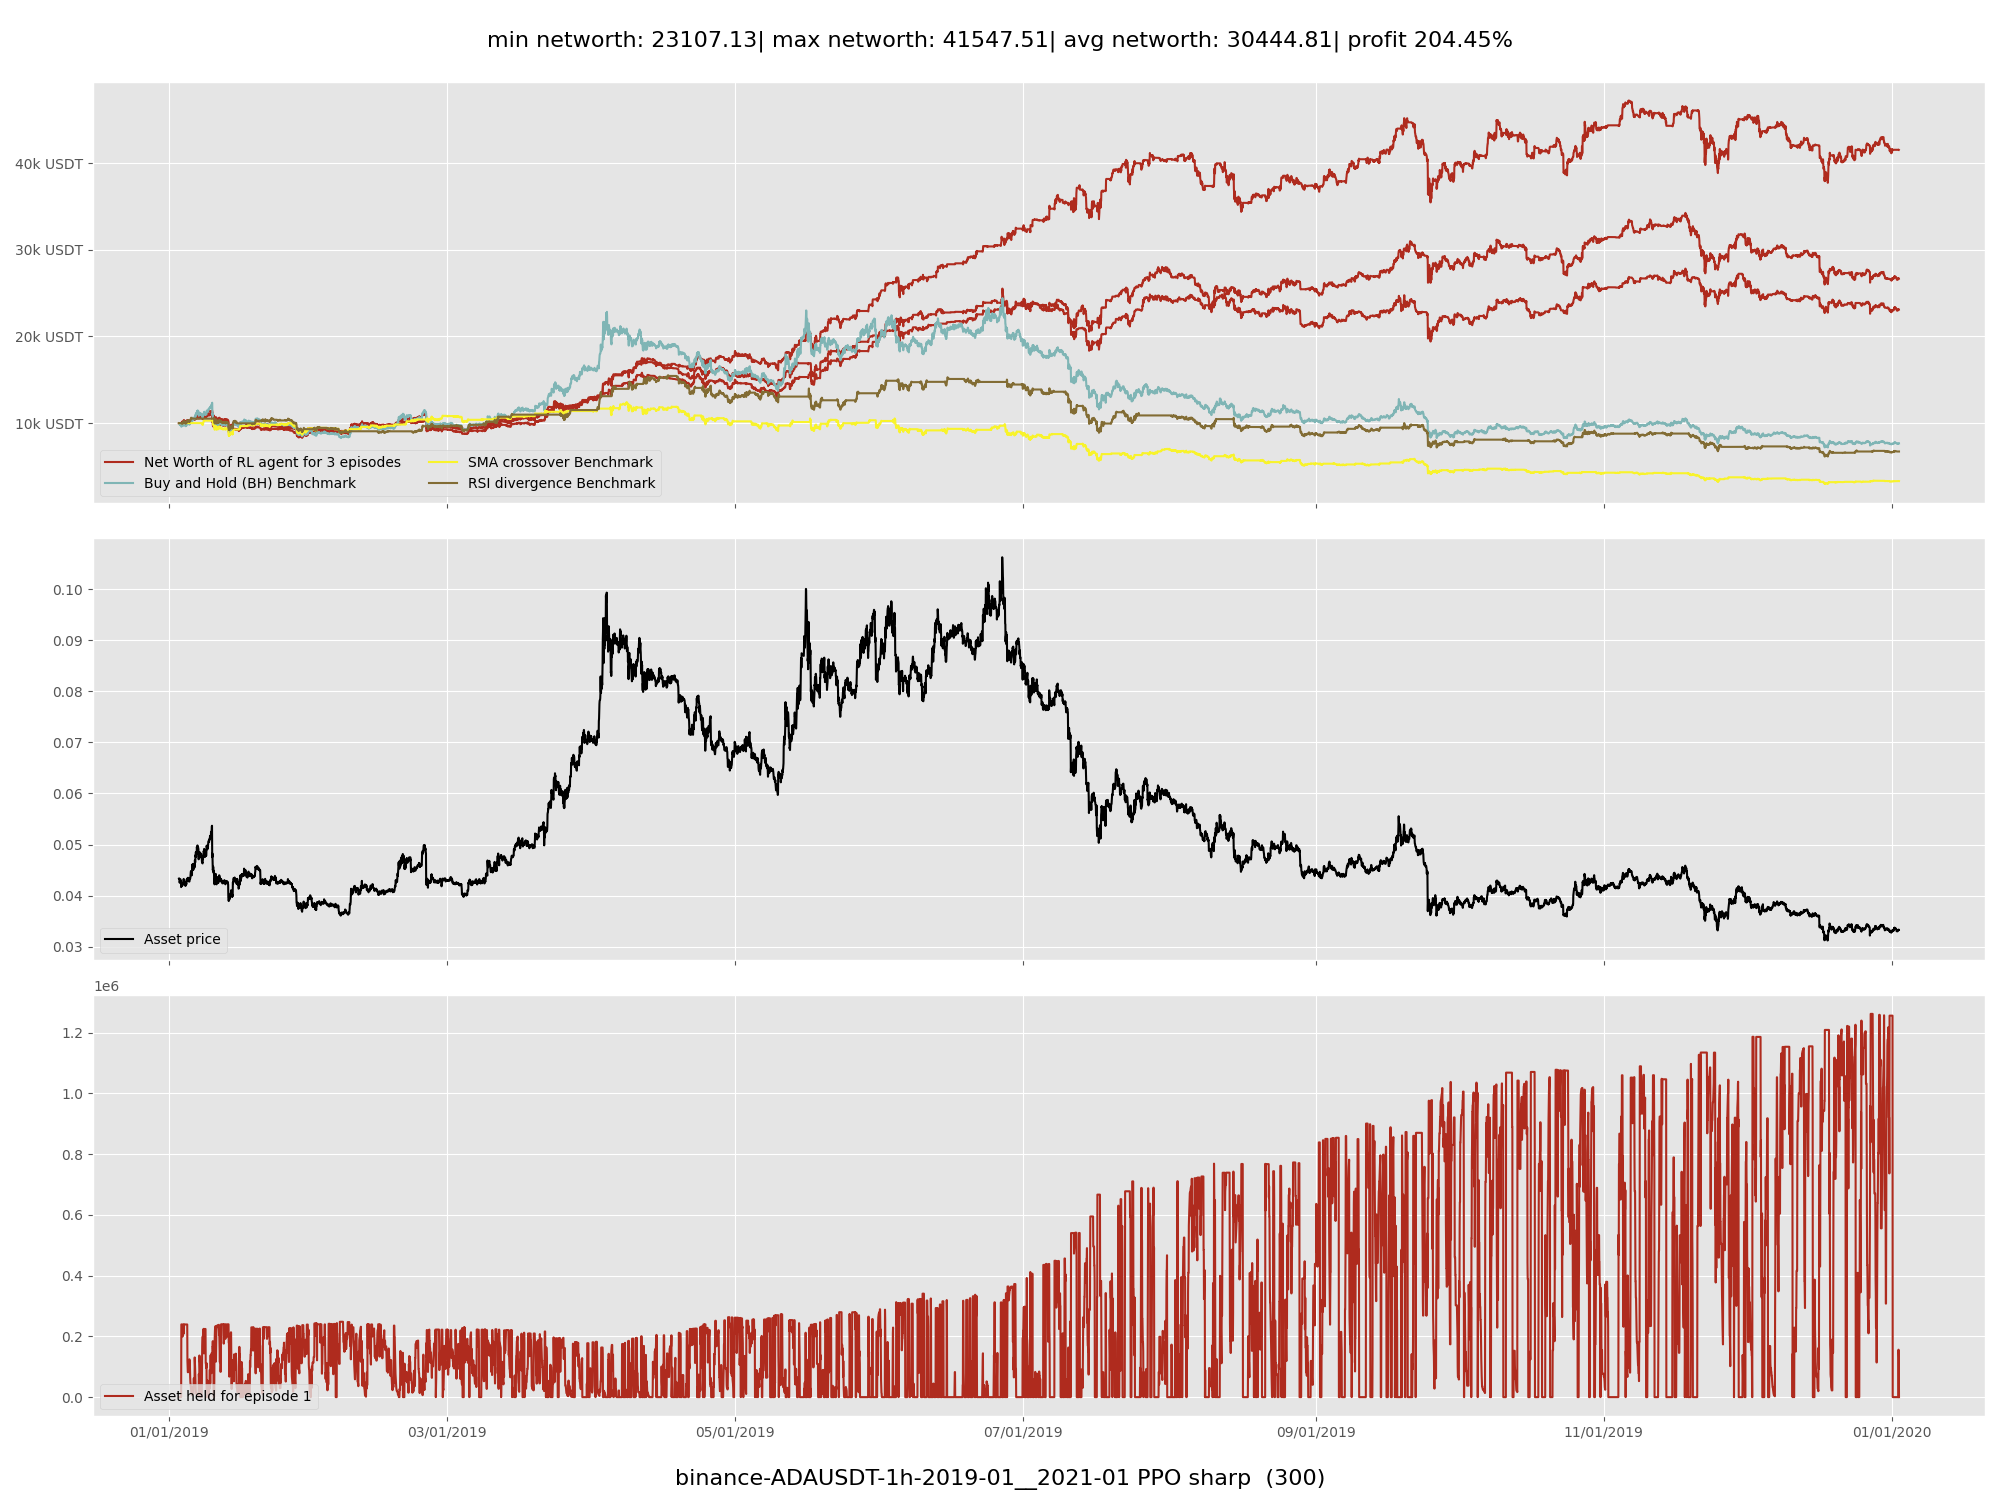 min networth: 23107.13| max networth: 41547.51| avg networth: 30444.81| profit 204.45%
40k USDT
30k USDT
20k USDT
10k USDT
Net Worth of RL agent for 3 episodes
Buy and Hold (BH) Benchmark
SMA crossover Benchmark
RSI divergence Benchmark
0.10
0.09
0.08
0.07
0.06
0.05
0.04
0.03
Asset price
1e6
1.2
1.0
0.8
0.6
0.4
0.2
0.0
Asset held for episode 1
01/01/2019 03/01/2019 05/01/2019 07/01/2019 09/01/2019 11/01/2019 01/01/2020
binance-ADAUSDT-1h-2019-01__2021-01 PPO sharp (300)